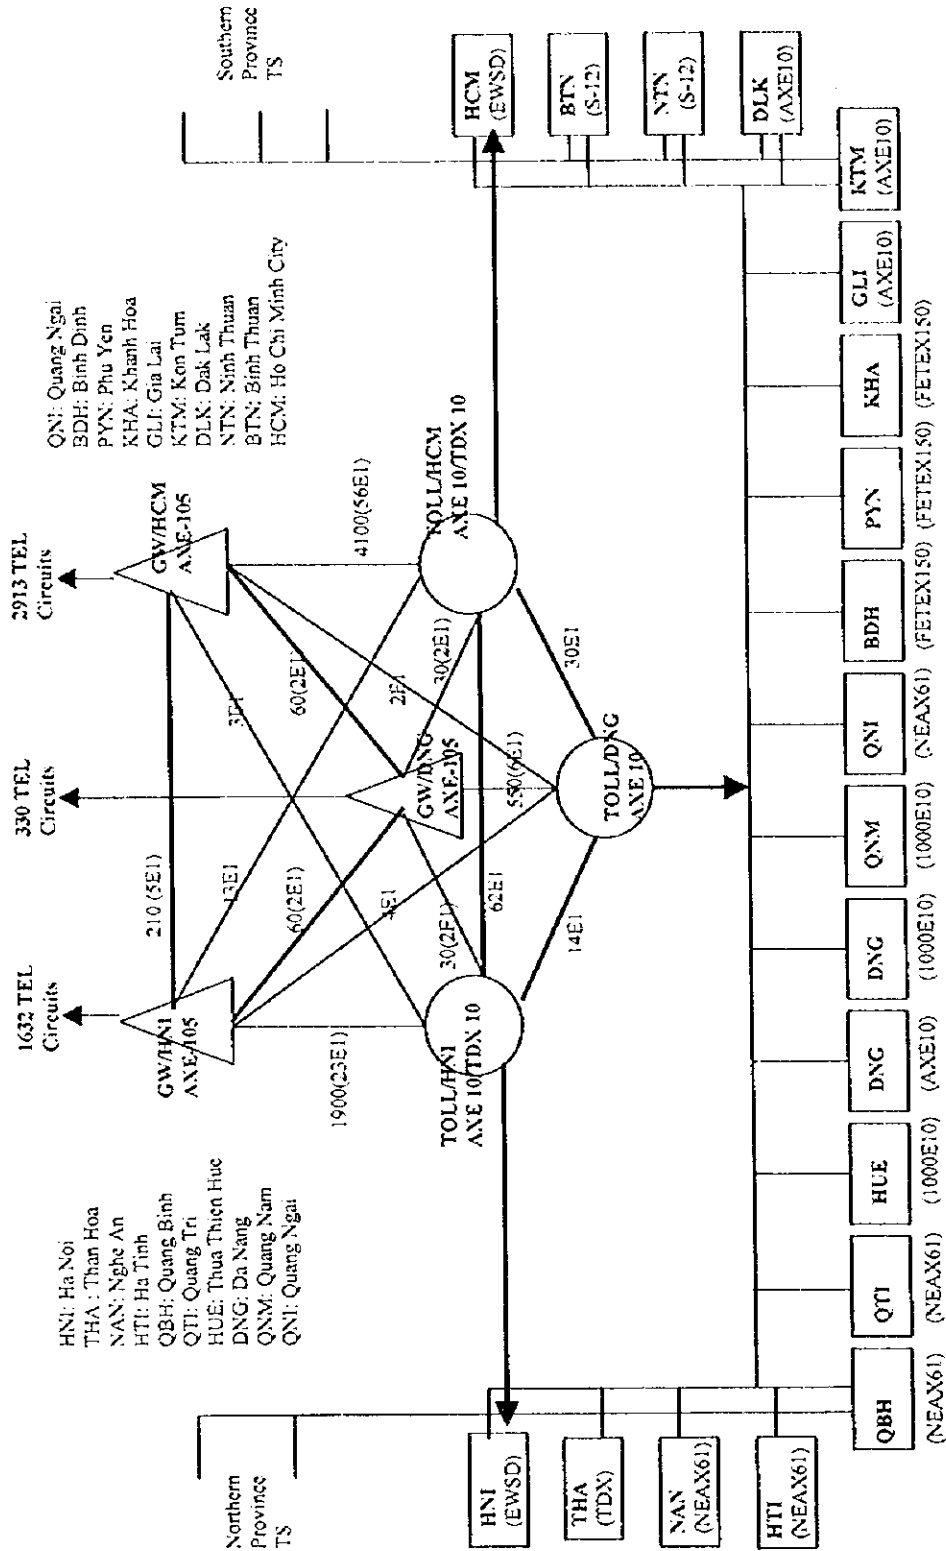 1632 TEL
Circuits
330 TEL
Circuits
2913 TEL
Circuits
HNI: Ha Noi
THA : Than Hoa
NAN: Nghe An
HTI: Ha Tinh
QBH: Quang Binh
QTI: Quang Tri
HUE: Thua Thien Hue
DNG: Da Nang
QNM: Quang Nam
QNI: Quang Ngai
QNI: Quang Ngai
BDH: Binh Dinh
PYN: Phu Yen
KHA: Khanh Hoa
GLI: Gia Lai
KTM: Kon Tum
DLK: Dak Lak
NTN: Ninh Thuan
BTN: Binh Thuan
HCM: Ho Chi Minh City
GW/HNI
AXE-105
210 (5E1)
GW/HCM
AXE-105
13E1
3E1
60(2E1)
60(2E1)
GW/DNG
AXE-105
1900(23E1)
4100(56E1)
4E1
2E1
30(2E1)
30(2E1)
TOLL/HNI
AXE 10/TDX 10
62E1
550(6E1)
TOLL/HCM
AXE 10/TDX 10
14E1
30E1
TOLL/DNG
AXE 10
Northern
Province
TS
Southern
Province
TS
HNI
(EWSD)
THA
(TDX)
NAN
(NEAX61)
HTI
(NEAX61)
HCM
(EWSD)
BTN
(S-12)
NTN
(S-12)
DLK
(AXE10)
QBH
(NEAX61)
QTI
(NEAX61)
HUE
(1000E10)
DNG
(AXE10)
DNG
(1000E10)
QNM
(1000E10)
QNI
(NEAX61)
BDH
(FETEX150)
PYN
(FETEX150)
KHA
(FETEX150)
GLI
(AXE10)
KTM
(AXE10)